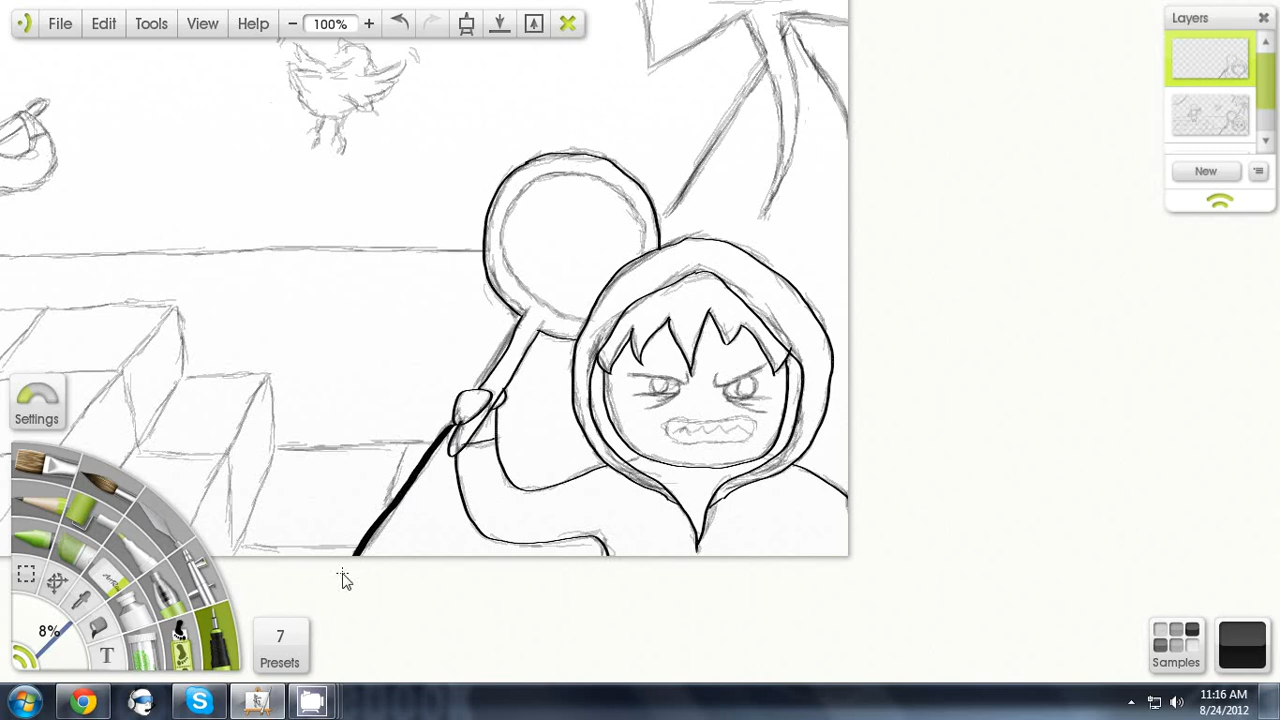 File Edit Tools View Help 100%
Layers
New
Settings
8%
T
7
Presets
Samples
11:16 AM
8/24/2012